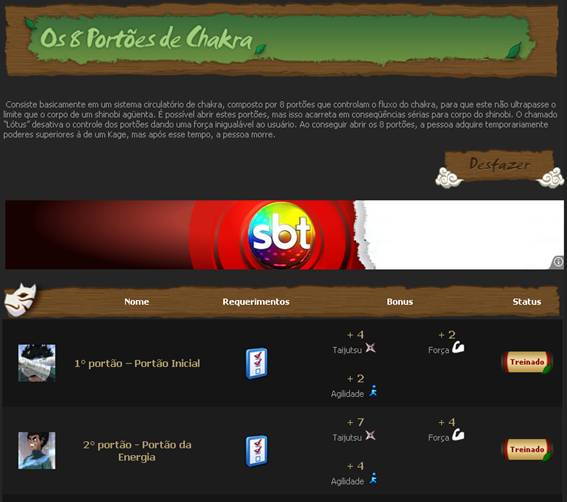 Os 8 Portões de Chakra
Consiste basicamente em um sistema circulatório de chakra, composto por 8 portões que controlam o fluxo do chakra, para que este não ultrapasse o
limite que o corpo de um shinobi agüenta. É possível abrir estes portões, mas isso acarreta em conseqüências sérias para corpo do shinobi. O chamado
"Lótus" desativa o controle dos portões dando uma força inigualável ao usuário. Ao conseguir abrir os 8 portões, a pessoa adquire temporariamente
poderes superiores á de um Kage, mas após esse tempo, a pessoa morre.
Desfazer
sbt
Nome Requerimentos Bonus Status
+ 4 + 2
Taijutsu Força
1° portão – Portão Inicial Treinado
+ 2
Agilidade
+ 7 + 4
Taijutsu Força
2° portão - Portão da
Energia Treinado
+ 4
Agilidade